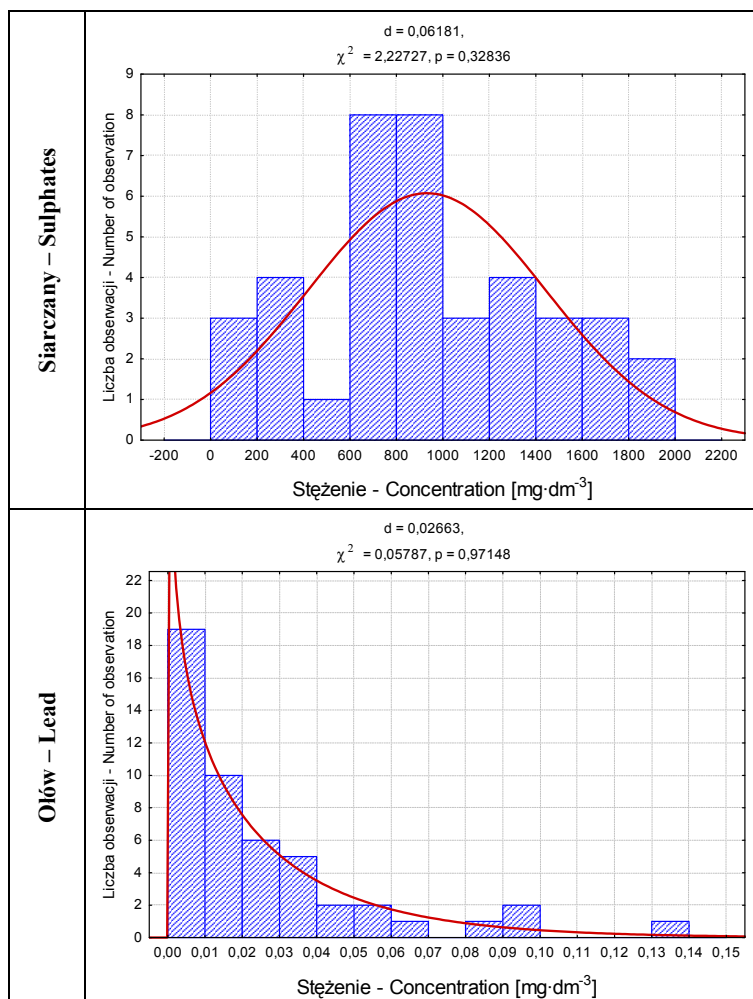 Siarczany – Sulphates
d = 0,06181,
χ² = 2,22727, p = 0,32836
Liczba obserwacji - Number of observation
9
8
7
6
5
4
3
2
1
0
-200 0 200 400 600 800 1000 1200 1400 1600 1800 2000 2200
Stężenie - Concentration [mg·dm⁻³]
Ołów – Lead
d = 0,02663,
χ² = 0,05787, p = 0,97148
Liczba obserwacji - Number of observation
22
20
18
16
14
12
10
8
6
4
2
0
0,00 0,01 0,02 0,03 0,04 0,05 0,06 0,07 0,08 0,09 0,10 0,12 0,13 0,14 0,15
Stężenie - Concentration [mg·dm⁻³]